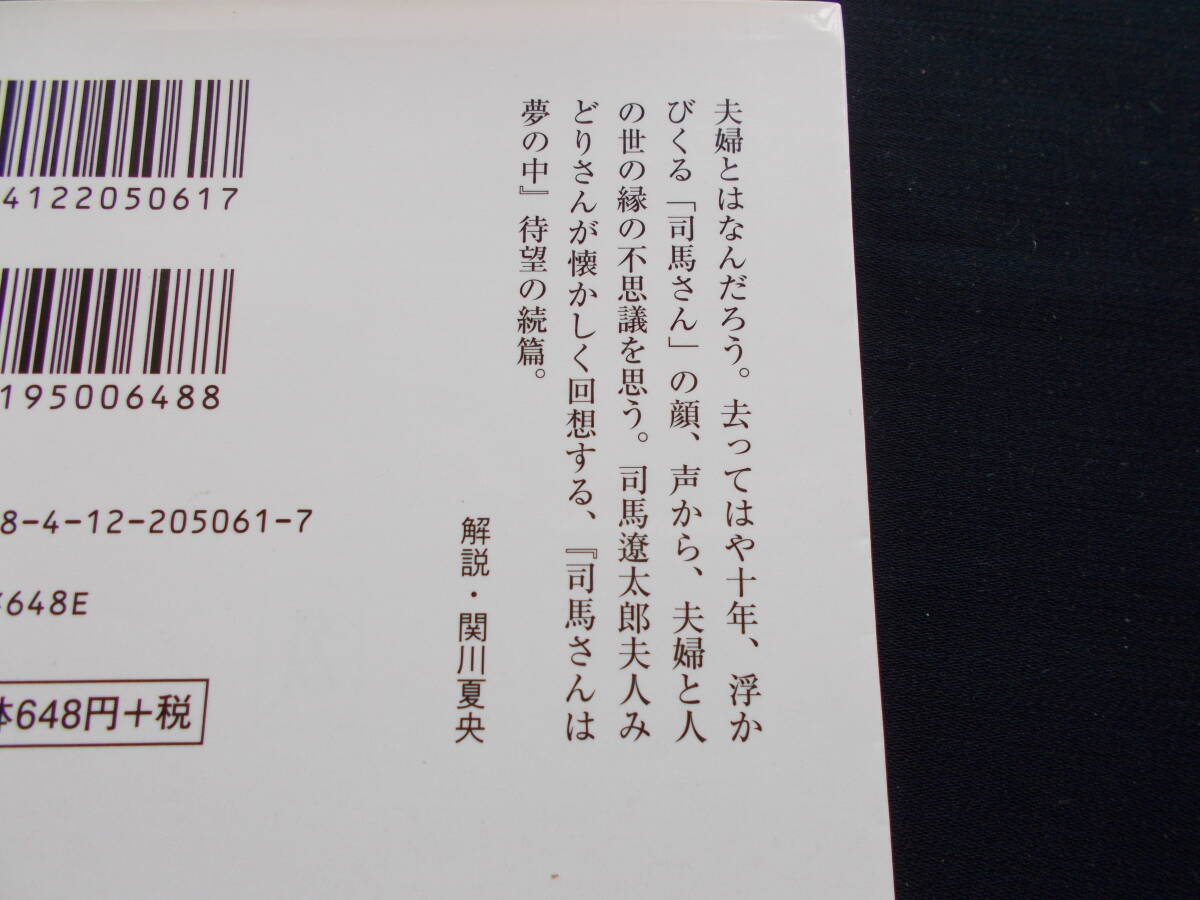 夫婦とはなんだろう。去ってはや十年、浮か
びくる「司馬さん」の顔、声から、夫婦と人
の世の縁の不思議を思う。司馬遼太郎夫人み
どりさんが懐かしく回想する、『司馬さんは
夢の中』待望の続篇。
解説・関川夏央
4122050617
195006488
8-4-12-205061-7
648E
体648円+税